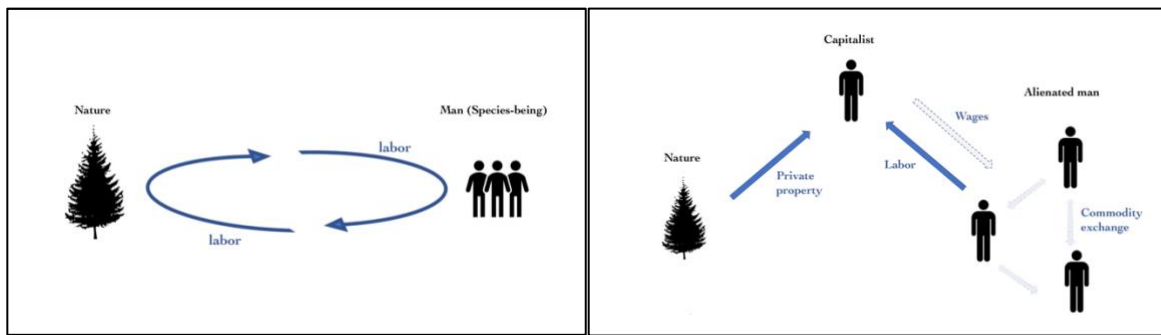 Nature
Man (Species-being)
labor
labor
Capitalist
Alienated man
Wages
Nature
Labor
Private
property
Commodity
exchange